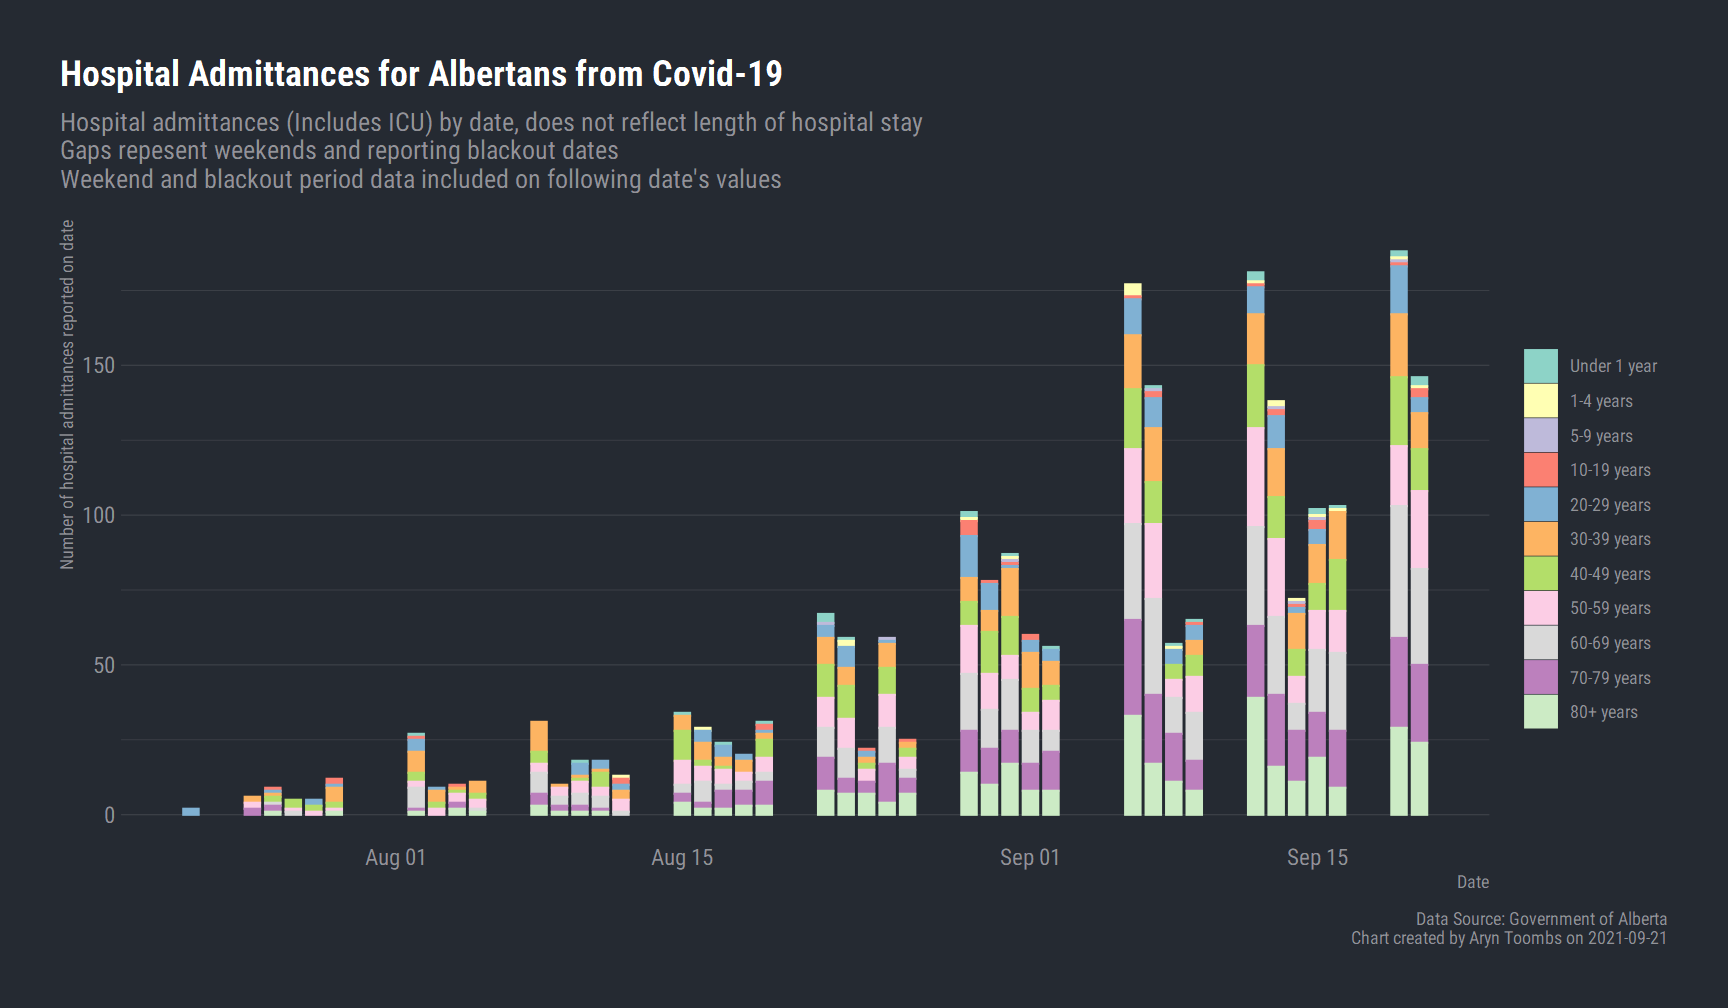 Hospital Admittances for Albertans from Covid-19
Hospital admittances (Includes ICU) by date, does not reflect length of hospital stay
Gaps repesent weekends and reporting blackout dates
Weekend and blackout period data included on following date's values
Number of hospital admittances reported on date
150
100
50
0
Aug 01
Aug 15
Sep 01
Sep 15
Date
Under 1 year
1-4 years
5-9 years
10-19 years
20-29 years
30-39 years
40-49 years
50-59 years
60-69 years
70-79 years
80+ years
Data Source: Government of Alberta
Chart created by Aryn Toombs on 2021-09-21